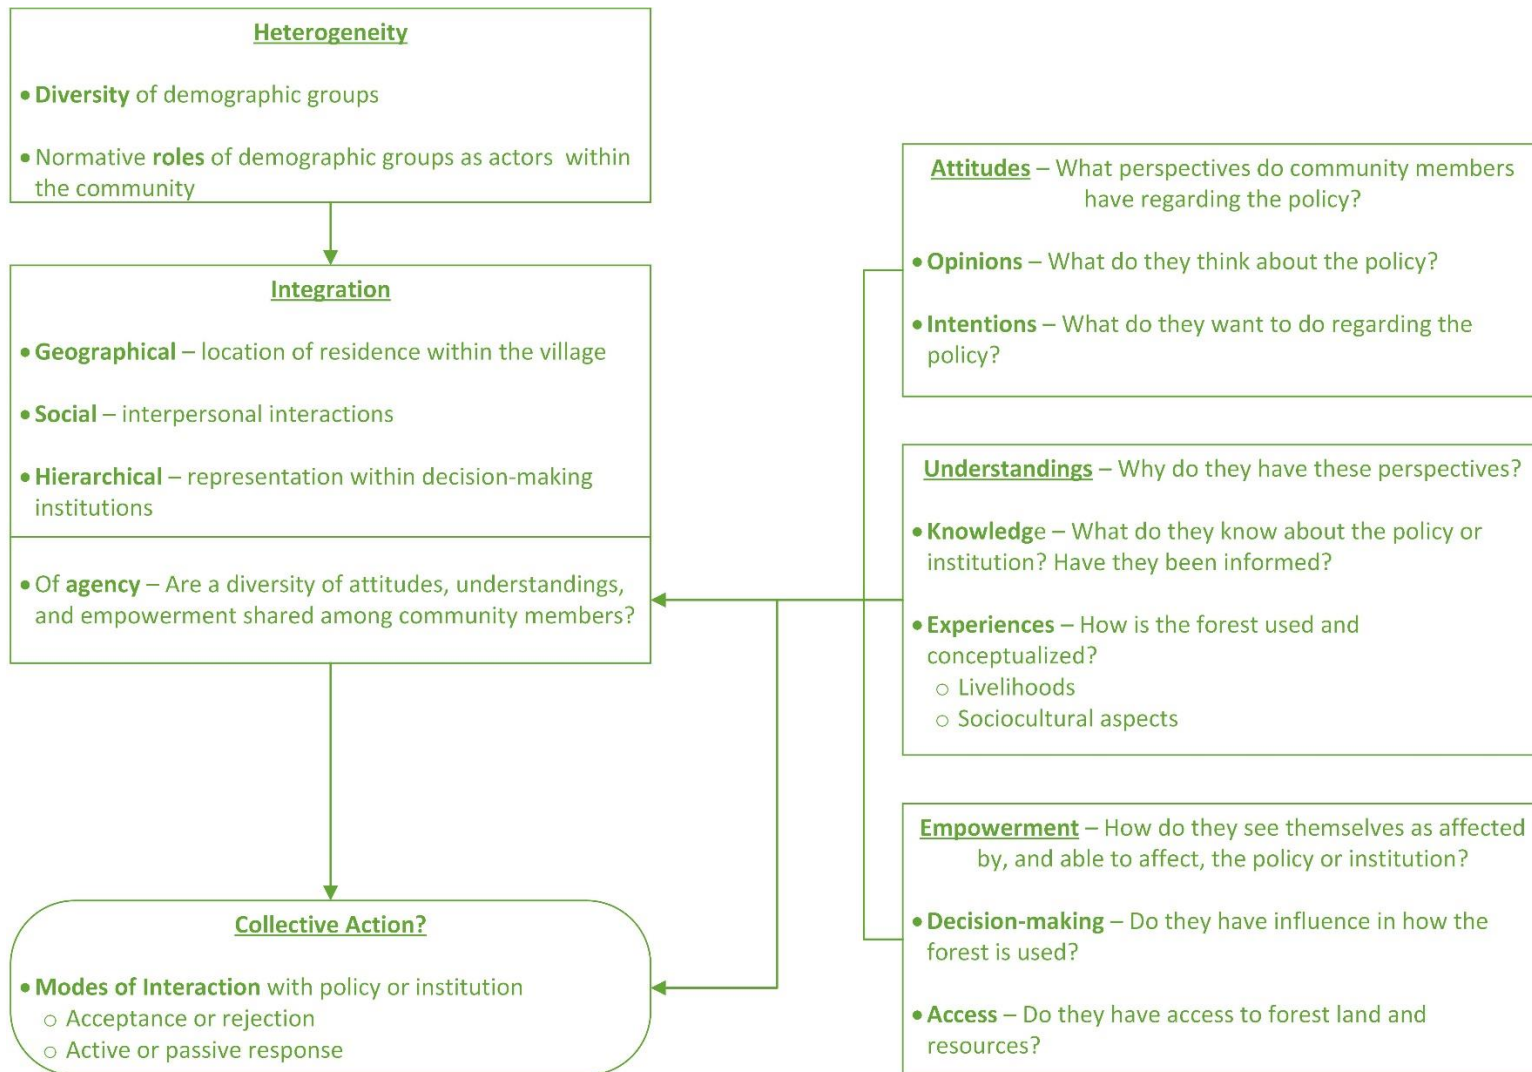 Heterogeneity
• Diversity of demographic groups
• Normative roles of demographic groups as actors within
the community
Integration
• Geographical – location of residence within the village
• Social – interpersonal interactions
• Hierarchical – representation within decision-making
institutions
• Of agency – Are a diversity of attitudes, understandings,
and empowerment shared among community members?
Collective Action?
• Modes of Interaction with policy or institution
o Acceptance or rejection
o Active or passive response
Attitudes – What perspectives do community members
have regarding the policy?
• Opinions – What do they think about the policy?
• Intentions – What do they want to do regarding the
policy?
Understandings – Why do they have these perspectives?
• Knowledge – What do they know about the policy or
institution? Have they been informed?
• Experiences – How is the forest used and
conceptualized?
o Livelihoods
o Sociocultural aspects
Empowerment – How do they see themselves as affected
by, and able to affect, the policy or institution?
• Decision-making – Do they have influence in how the
forest is used?
• Access – Do they have access to forest land and
resources?